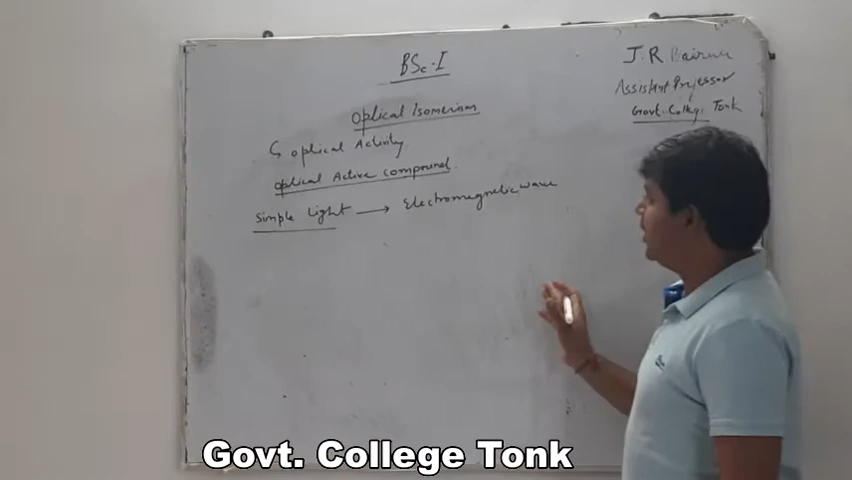 BSc-I
J.R Bairwa
Assistant Professor
Govt. College Tonk
Optical Isomerism
optical Activity
optical Active compound
Simple Light → Electromagnetic wave
Govt. College Tonk